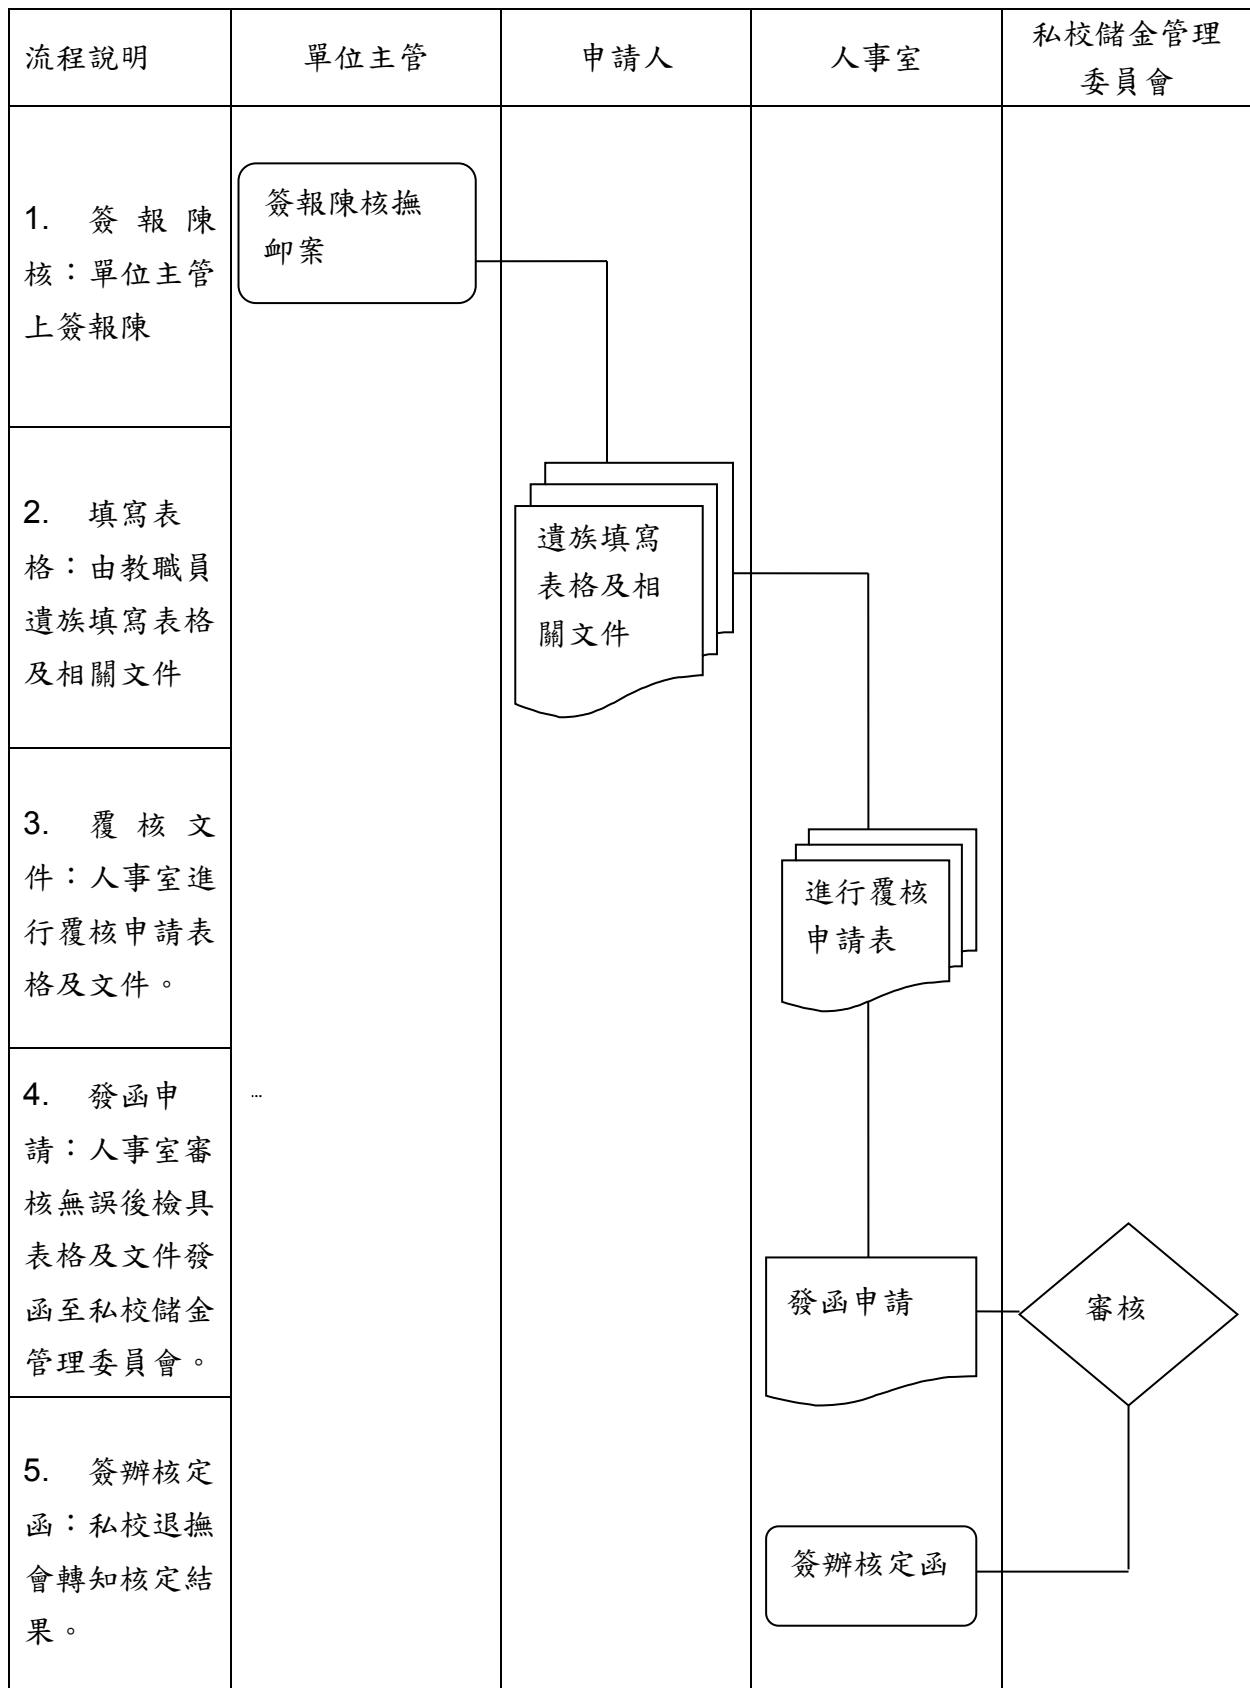 流程說明
單位主管
申請人
人事室
私校儲金管理
委員會
1. 簽報陳
核：單位主管
上簽報陳
簽報陳核撫
卹案
2. 填寫表
格：由教職員
遺族填寫表格
及相關文件
遺族填寫
表格及相
關文件
3. 覆核文
件：人事室進
行覆核申請表
格及文件。
進行覆核
申請表
4. 發函申
請：人事室審
核無誤後檢具
表格及文件發
函至私校儲金
管理委員會。
…
發函申請
審核
5. 簽辦核定
函：私校退撫
會轉知核定結
果。
簽辦核定函